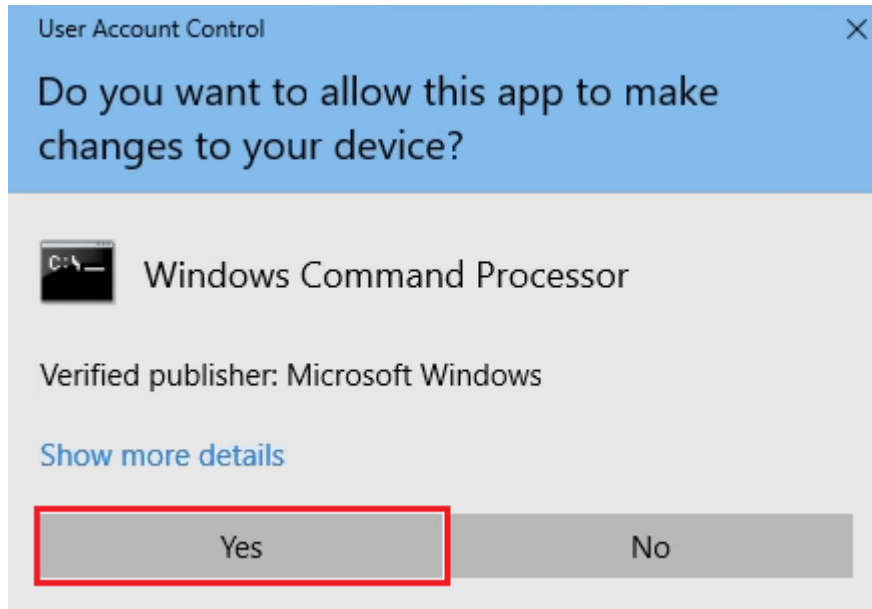 User Account Control
Do you want to allow this app to make
changes to your device?
C:\_
Windows Command Processor
Verified publisher: Microsoft Windows
Show more details
Yes
No